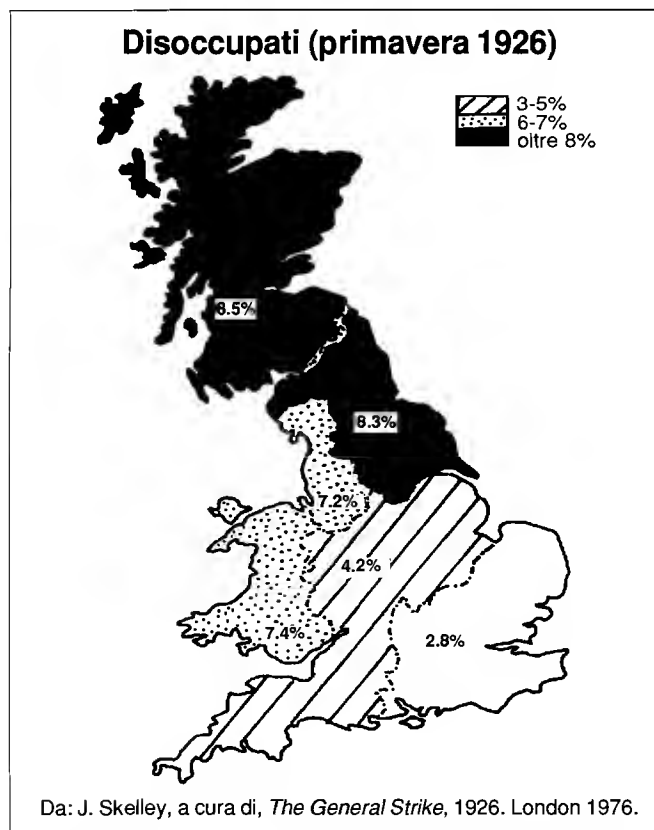 Disoccupati (primavera 1926)
3-5%
6-7%
oltre 8%
8.5%
8.3%
7.2%
4.2%
7.4%
2.8%
Da: J. Skelley, a cura di, The General Strike, 1926. London 1976.